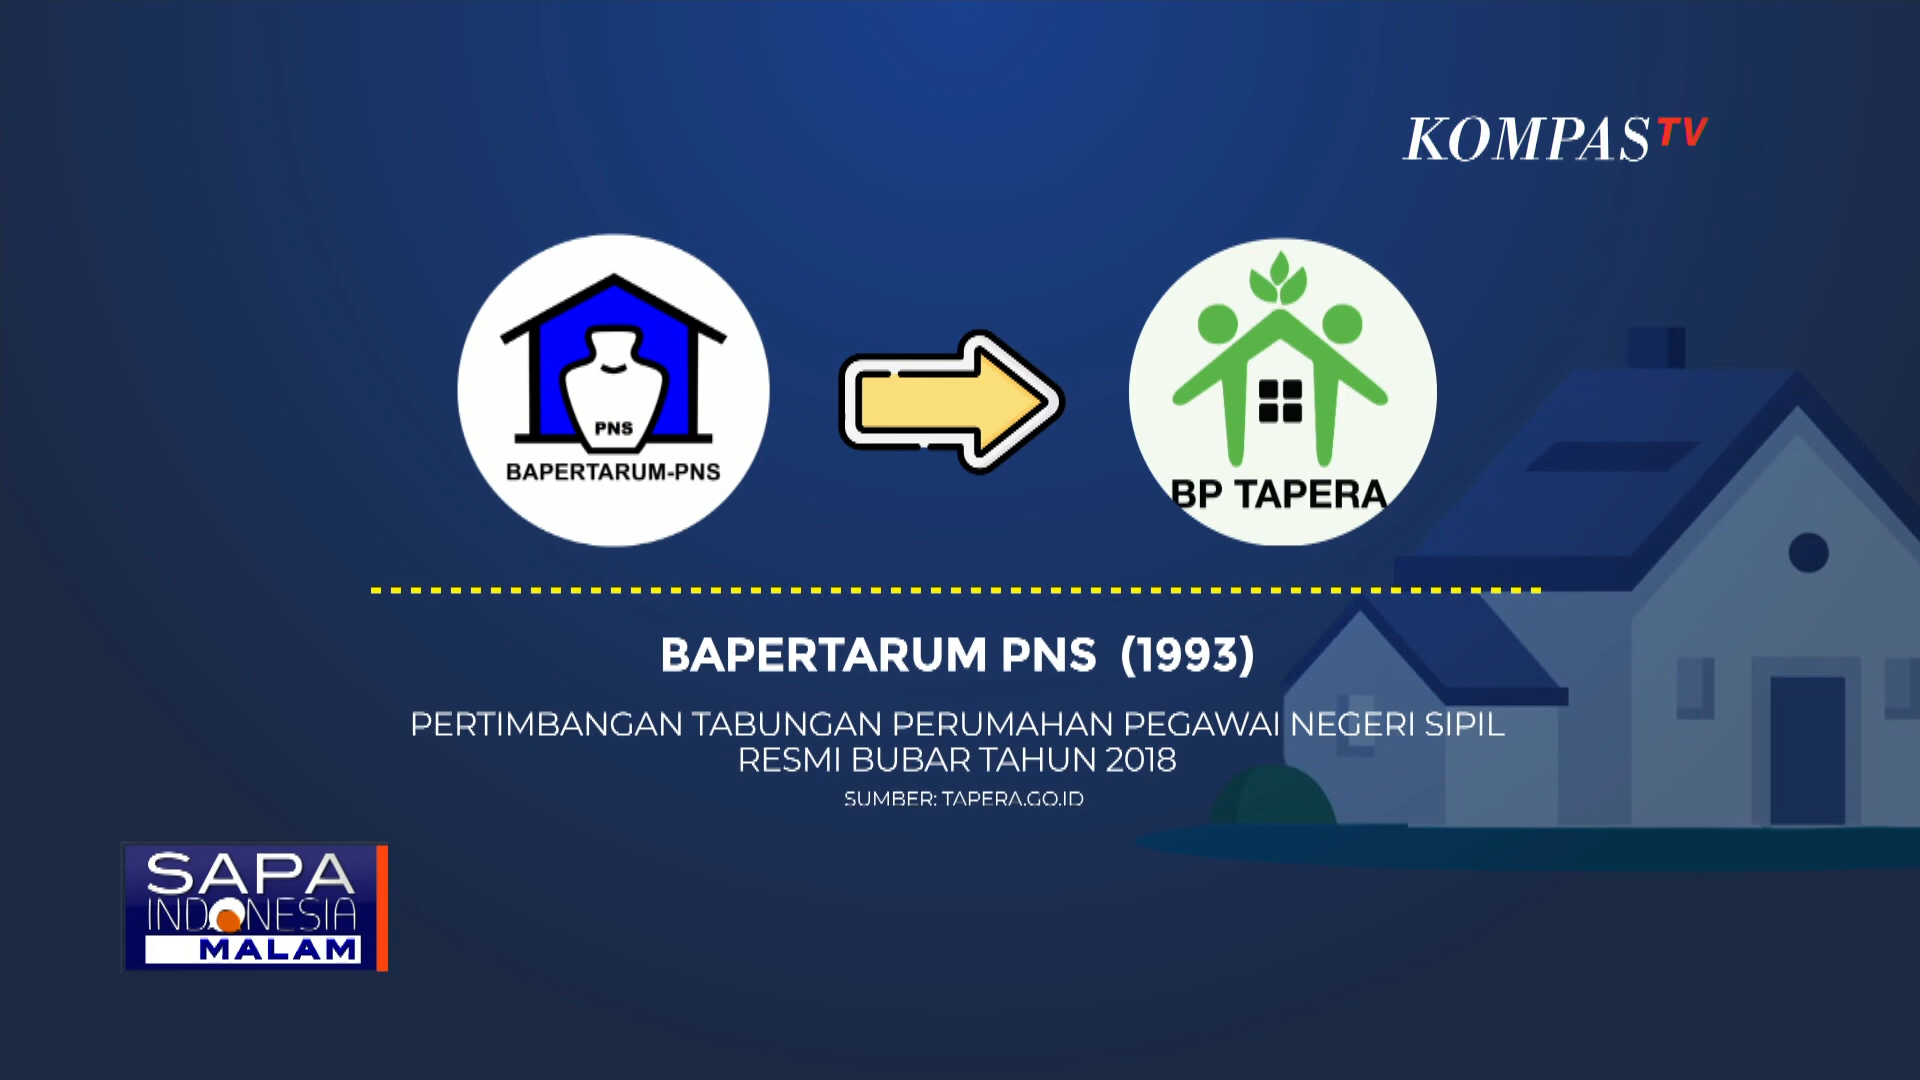 KOMPAS TV
PNS
BAPERTARUM-PNS
BP TAPERA
BAPERTARUM PNS (1993)
PERTIMBANGAN TABUNGAN PERUMAHAN PEGAWAI NEGERI SIPIL
RESMI BUBAR TAHUN 2018
SUMBER: TAPERA.GO.ID
SAPA
INDONESIA
MALAM